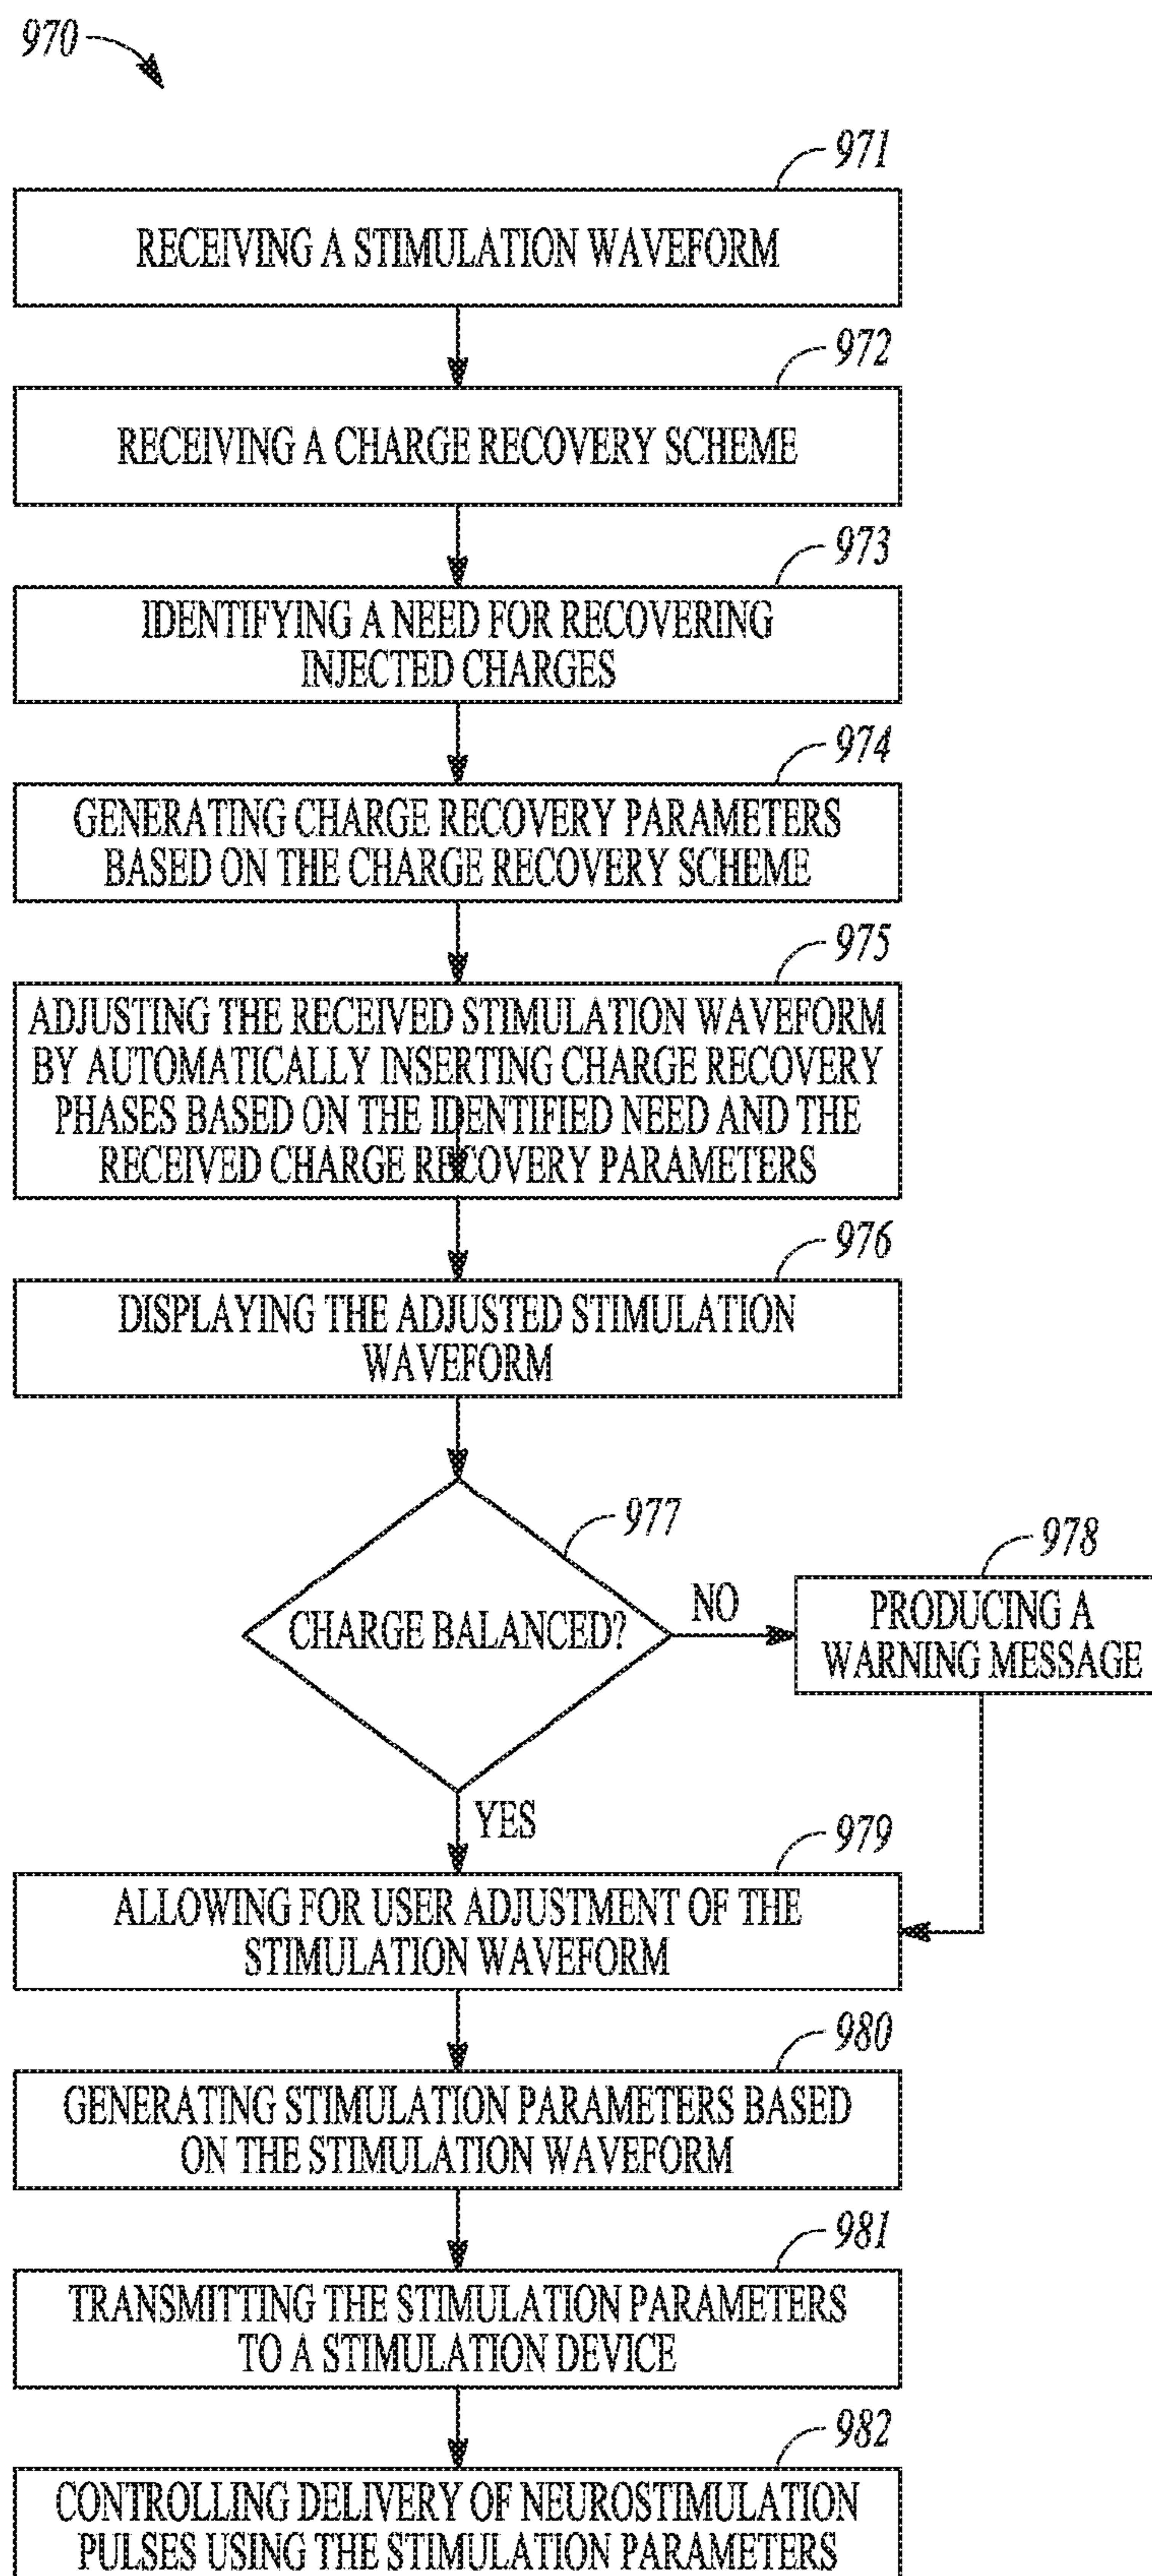 970
971
RECEIVING A STIMULATION WAVEFORM
972
RECEIVING A CHARGE RECOVERY SCHEME
973
IDENTIFYING A NEED FOR RECOVERING
INJECTED CHARGES
974
GENERATING CHARGE RECOVERY PARAMETERS
BASED ON THE CHARGE RECOVERY SCHEME
975
ADJUSTING THE RECEIVED STIMULATION WAVEFORM
BY AUTOMATICALLY INSERTING CHARGE RECOVERY
PHASES BASED ON THE IDENTIFIED NEED AND THE
RECEIVED CHARGE RECOVERY PARAMETERS
976
DISPLAYING THE ADJUSTED STIMULATION
WAVEFORM
977
CHARGE BALANCED?
NO
978
PRODUCING A
WARNING MESSAGE
YES
979
ALLOWING FOR USER ADJUSTMENT OF THE
STIMULATION WAVEFORM
980
GENERATING STIMULATION PARAMETERS BASED
ON THE STIMULATION WAVEFORM
981
TRANSMITTING THE STIMULATION PARAMETERS
TO A STIMULATION DEVICE
982
CONTROLLING DELIVERY OF NEUROSTIMULATION
PULSES USING THE STIMULATION PARAMETERS